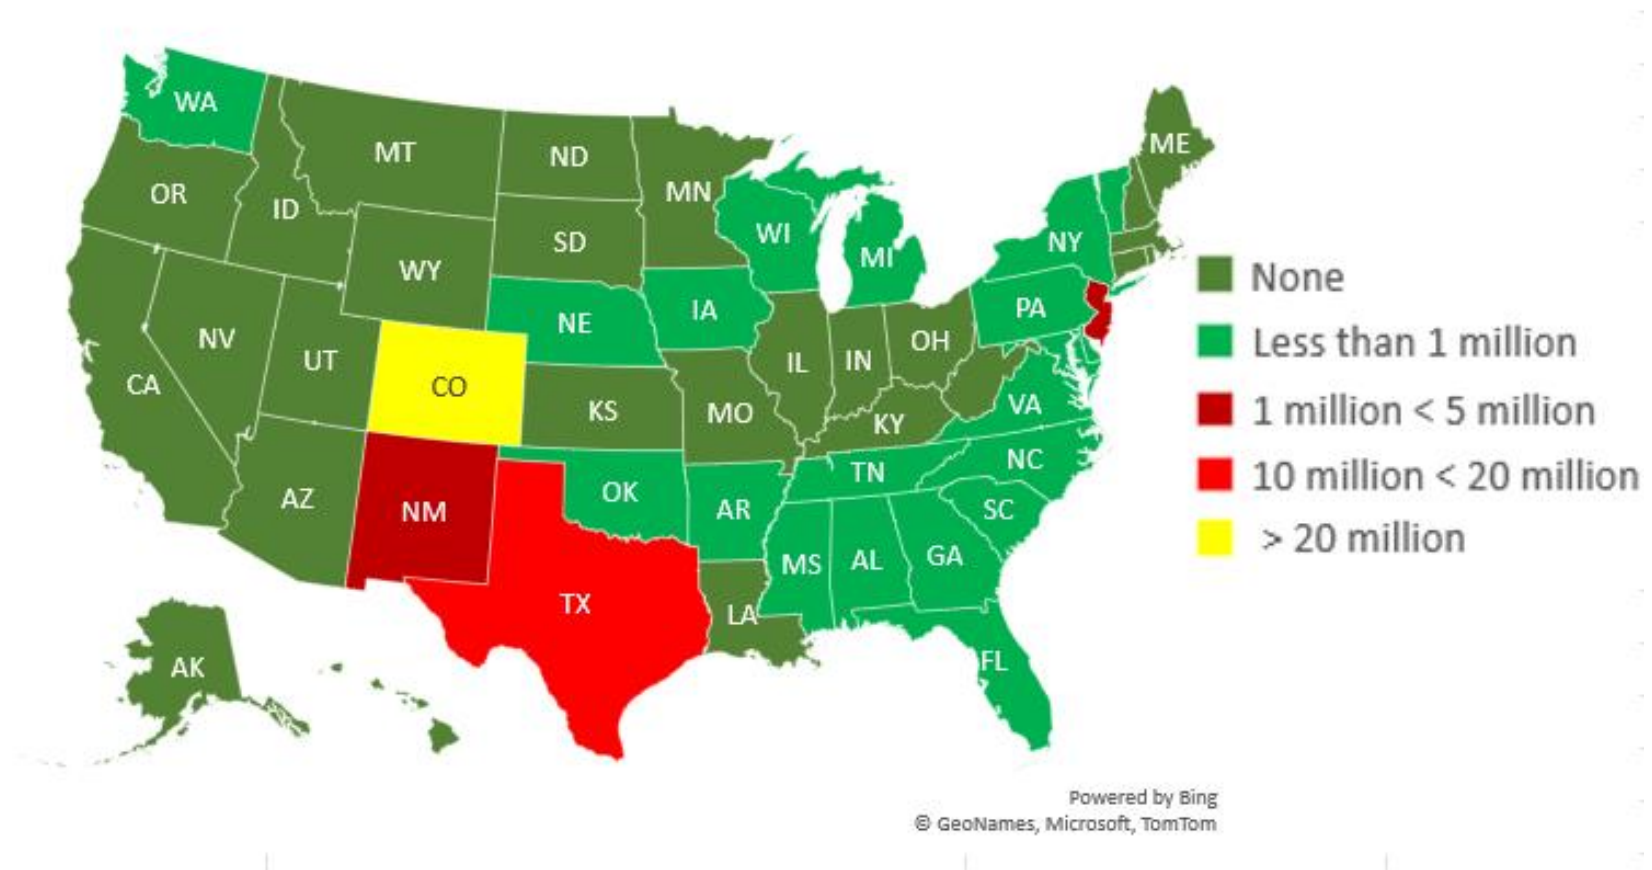 WA
MT
ND
MN
ME
OR
ID
SD
WI
MI
NY
WY
IA
NE
PA
NV
UT
CO
IL
IN
OH
CA
KS
MO
KY
VA
AZ
NM
OK
AR
TN
NC
SC
MS
AL
GA
TX
LA
FL
AK
None
Less than 1 million
1 million < 5 million
10 million < 20 million
> 20 million
Powered by Bing
© GeoNames, Microsoft, TomTom